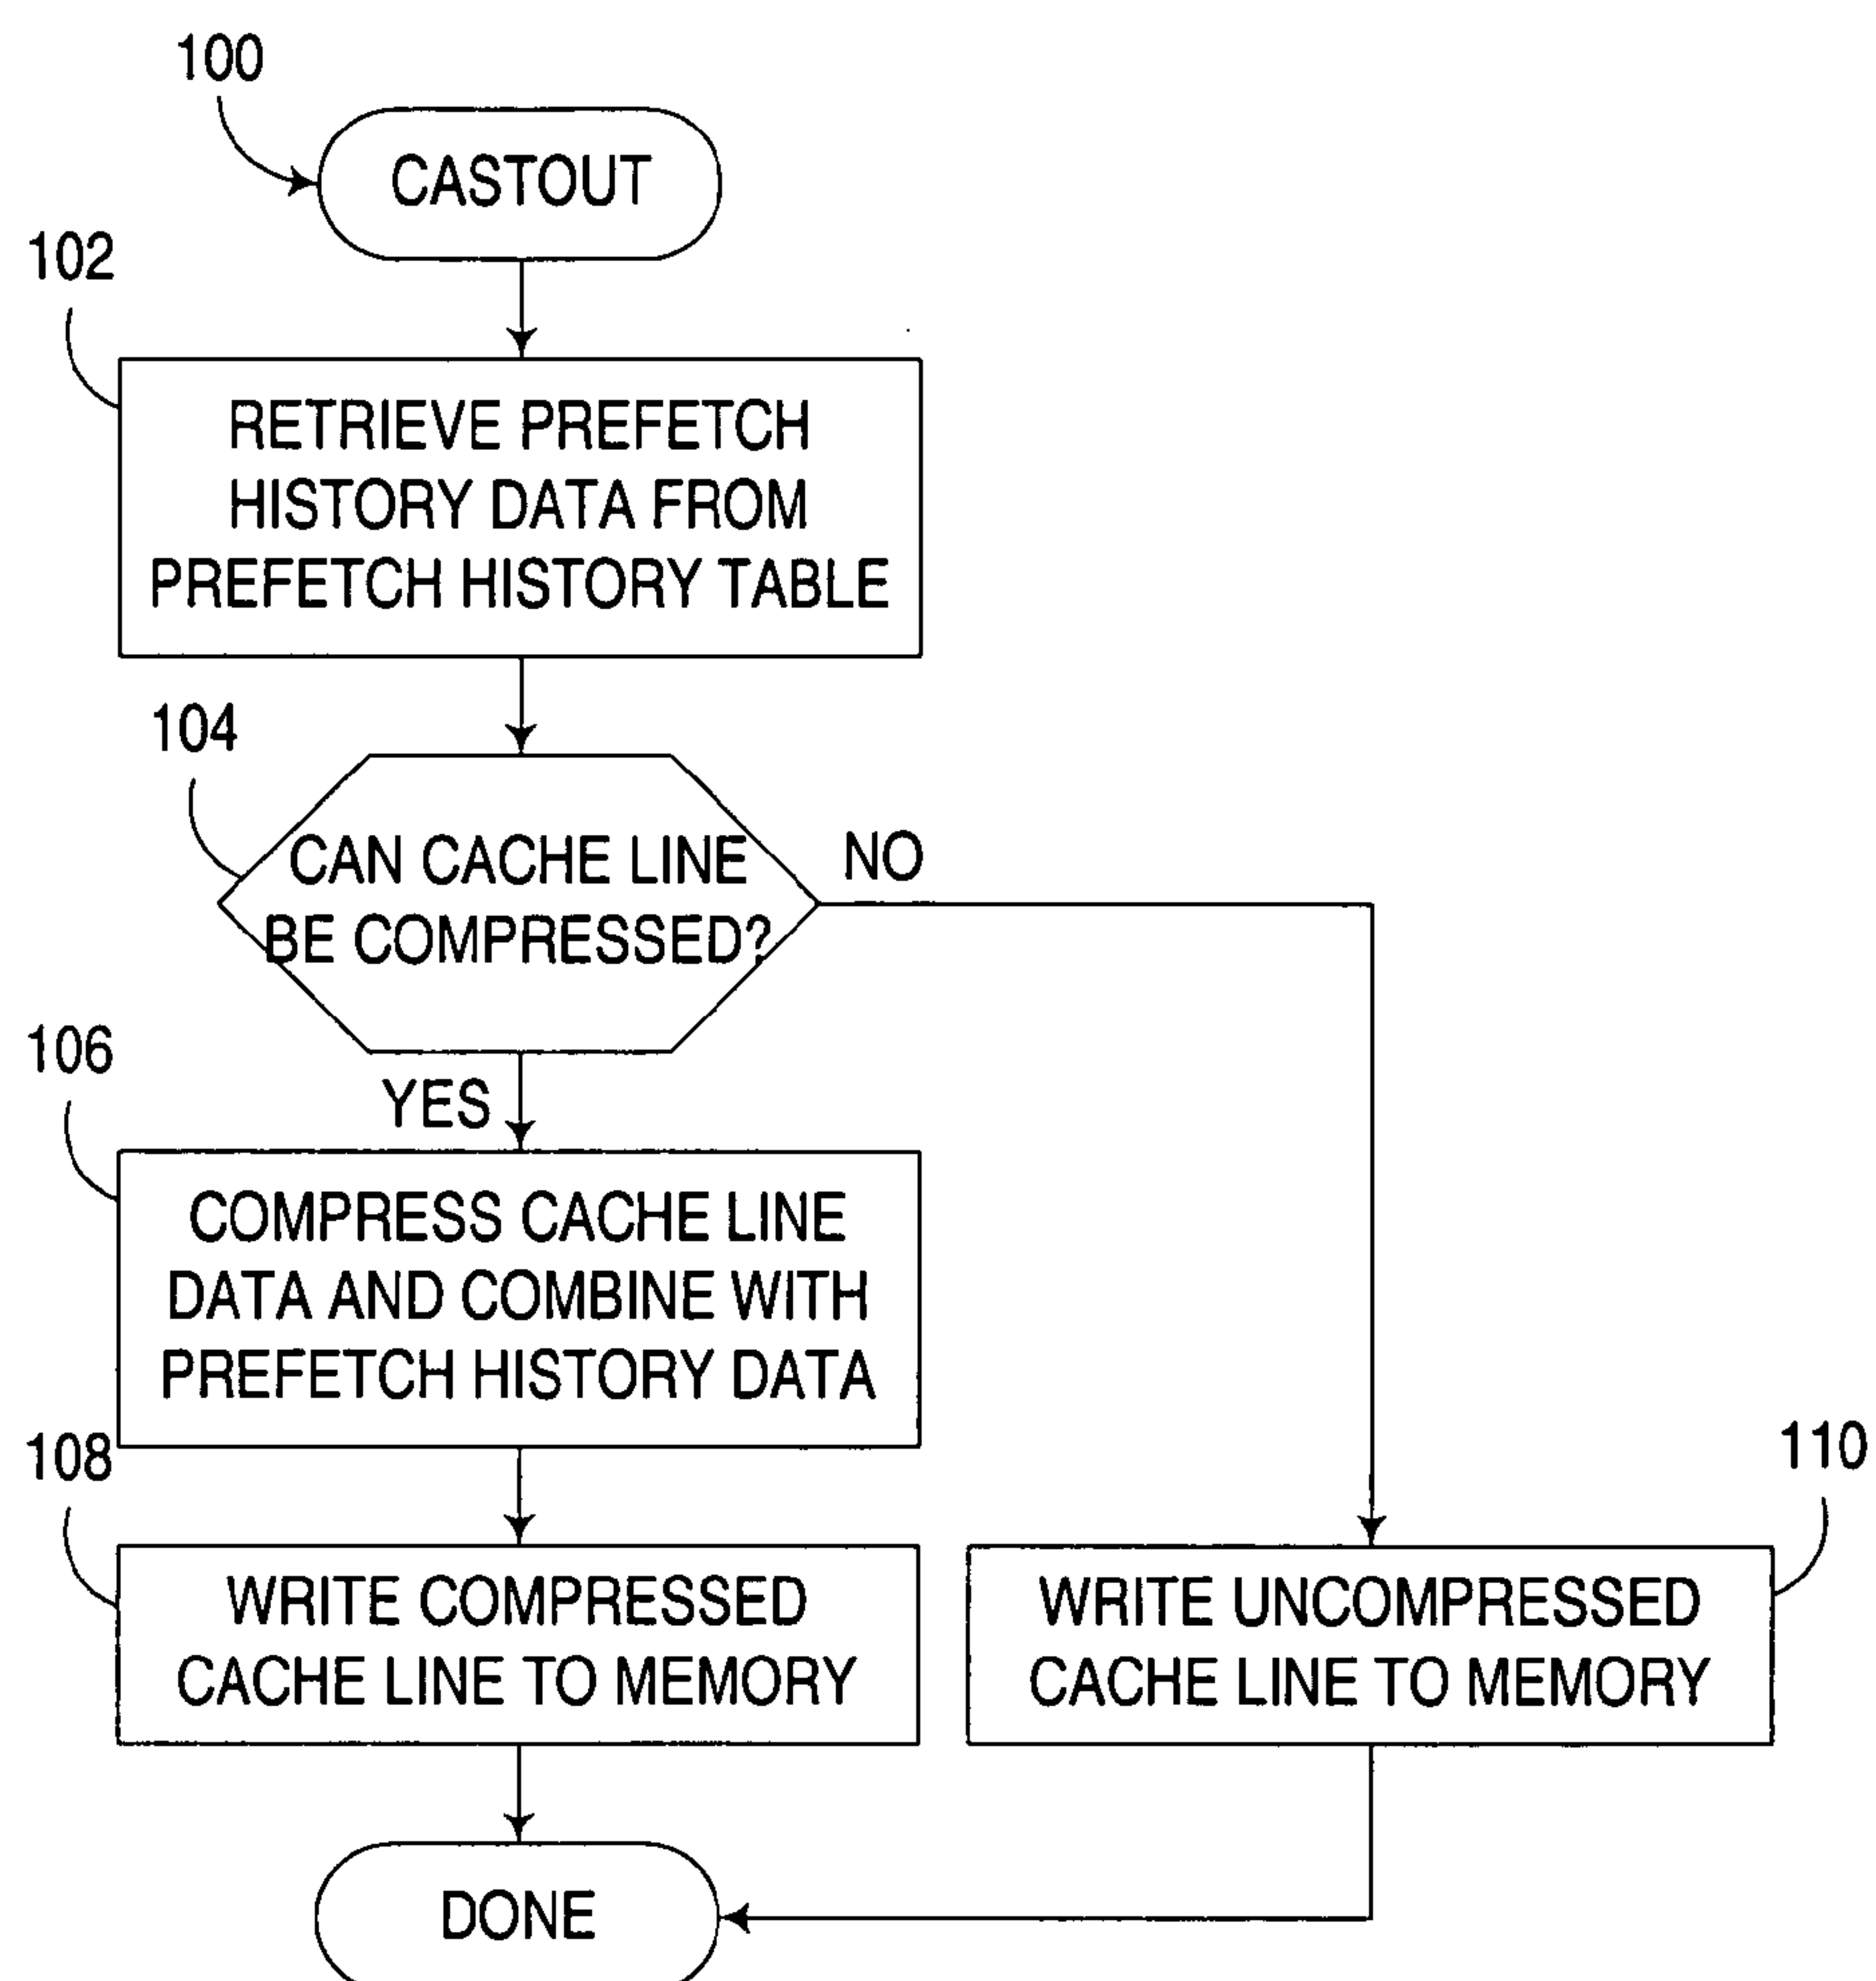 100
CASTOUT
102
RETRIEVE PREFETCH
HISTORY DATA FROM
PREFETCH HISTORY TABLE
104
CAN CACHE LINE
BE COMPRESSED?
NO
YES
106
COMPRESS CACHE LINE
DATA AND COMBINE WITH
PREFETCH HISTORY DATA
108
WRITE COMPRESSED
CACHE LINE TO MEMORY
110
WRITE UNCOMPRESSED
CACHE LINE TO MEMORY
DONE